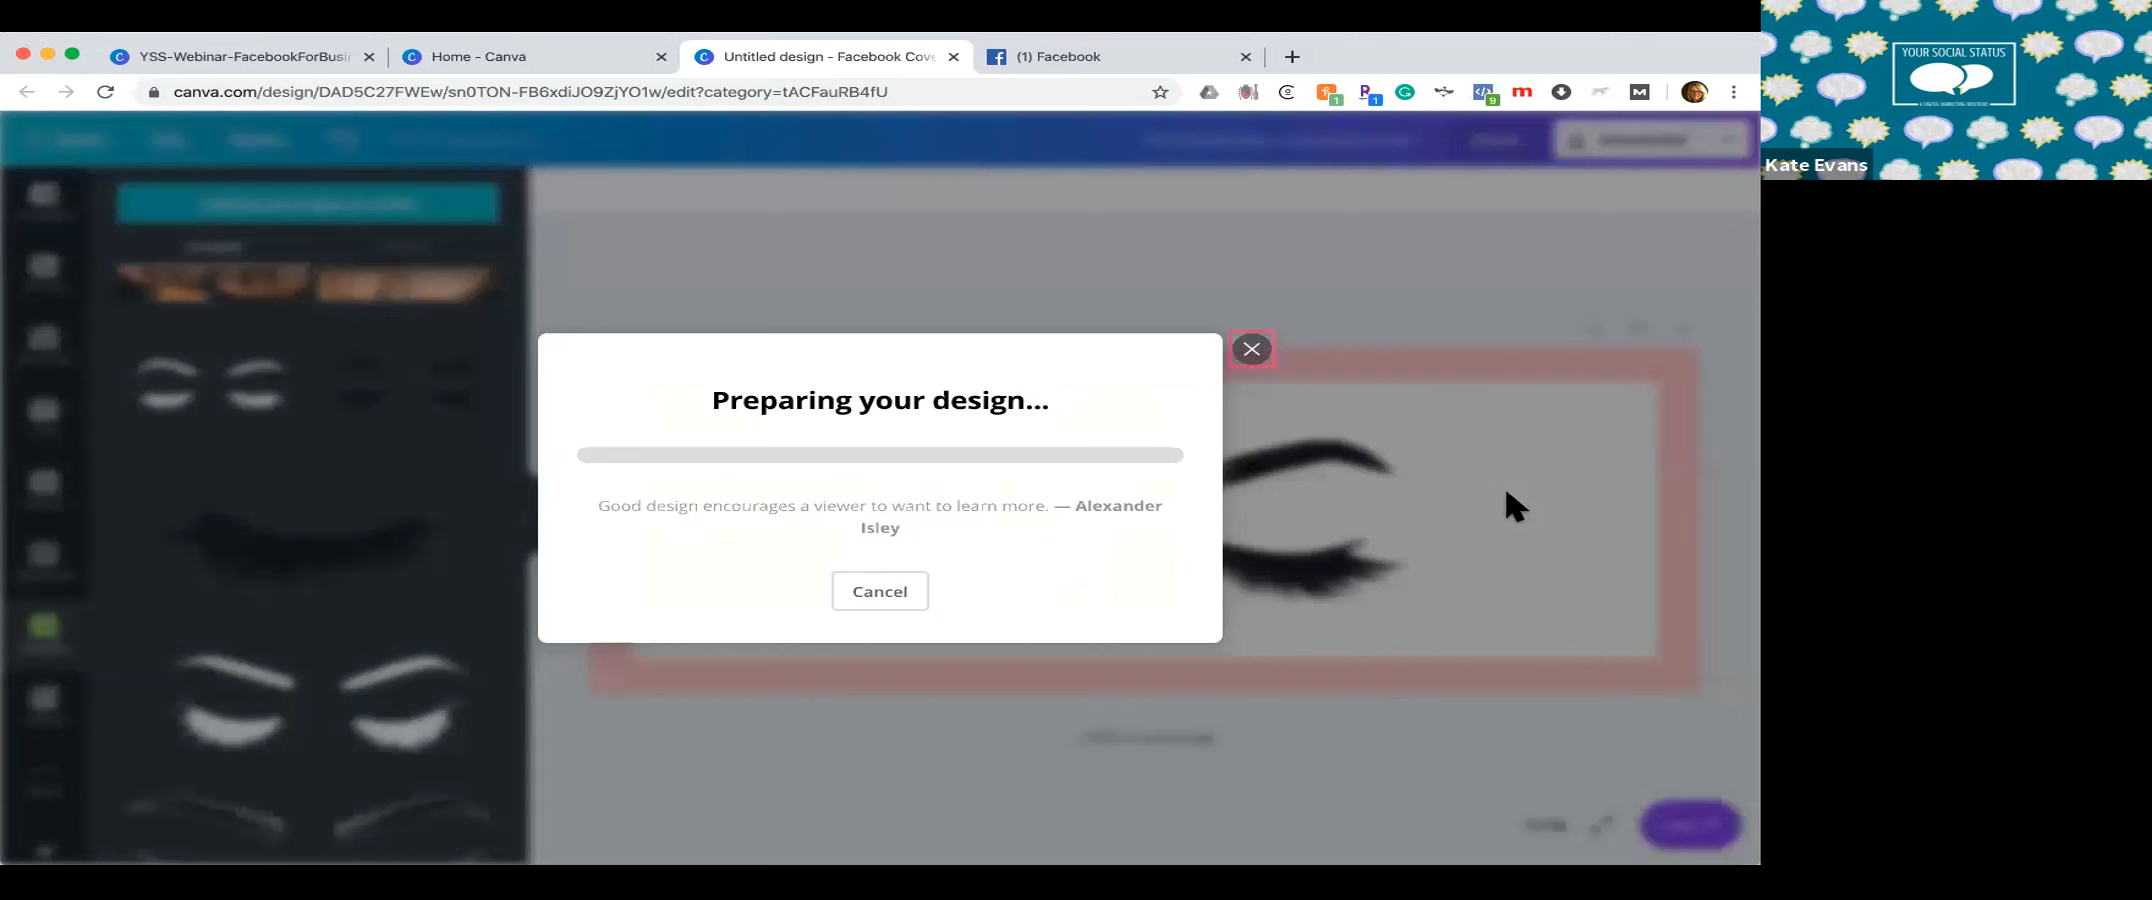 YSS-Webinar-FacebookForBusi
Home - Canva
Untitled design - Facebook Cove
(1) Facebook
canva.com/design/DAD5C27FWEw/sn0TON-FB6xdiJO9ZjYO1w/edit?category=tACFauRB4fU
YOUR SOCIAL STATUS
Kate Evans
Preparing your design...
Good design encourages a viewer to want to learn more. — Alexander
Isley
Cancel